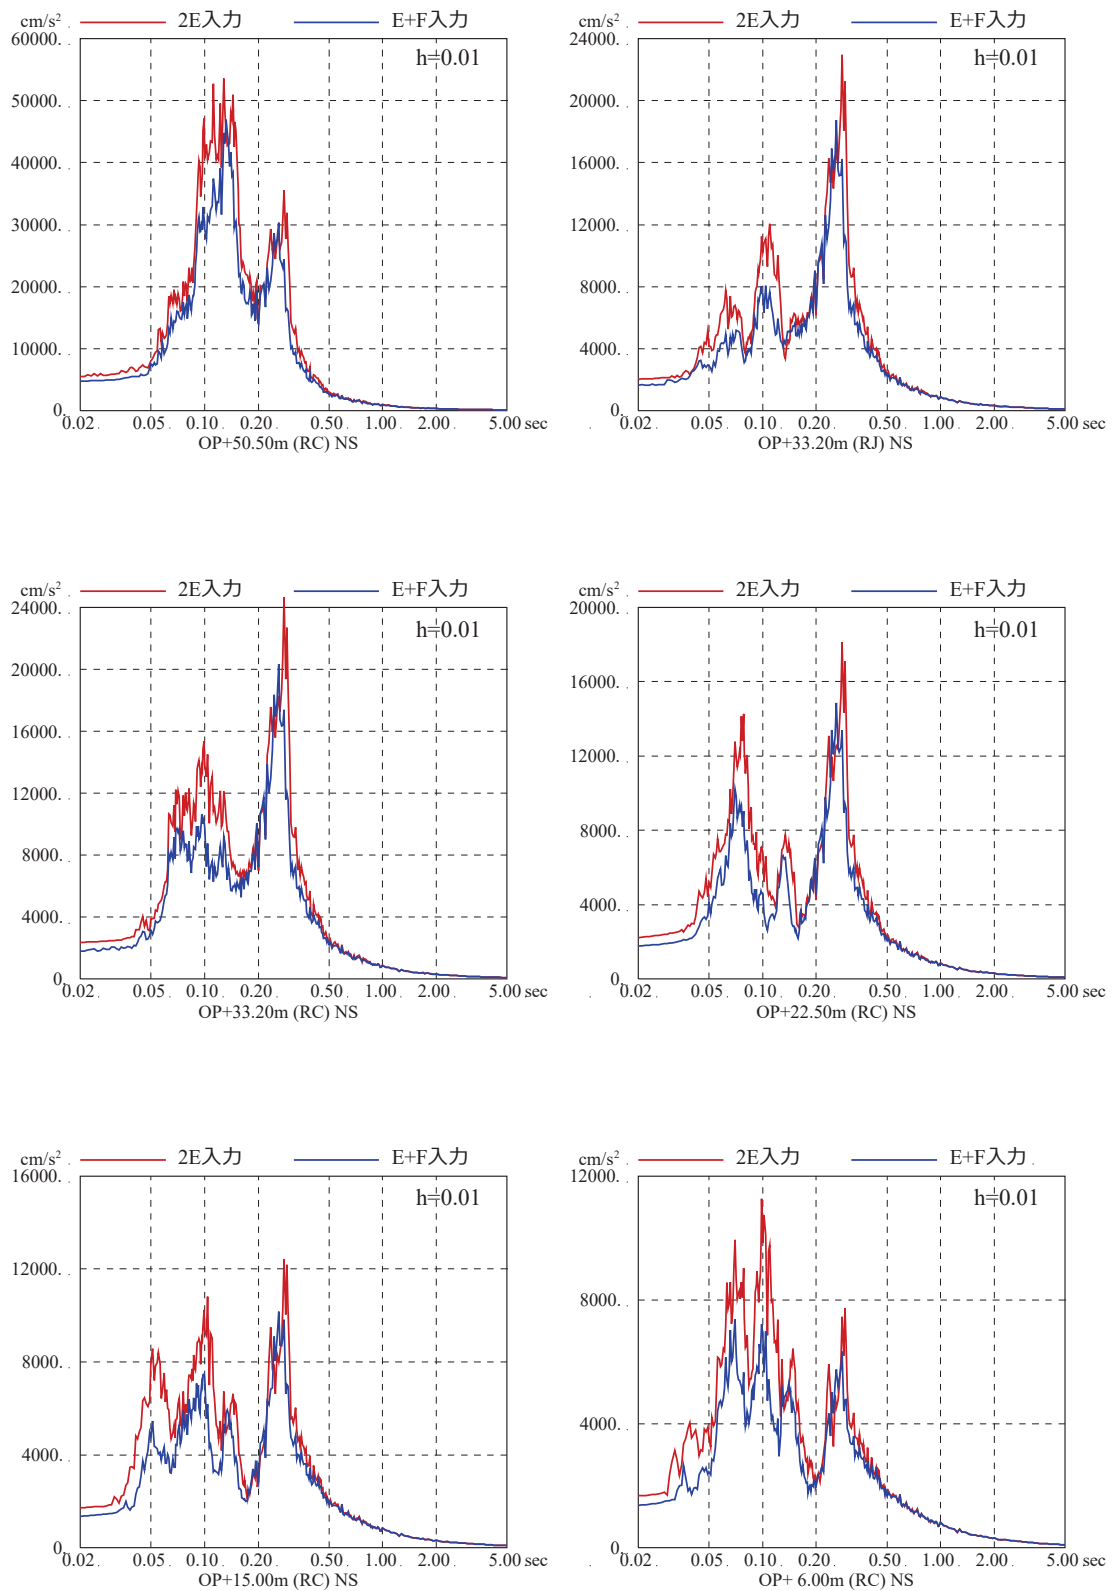 cm/s² 2E入力 E+F入力
60000.
h=0.01
50000.
40000.
30000.
20000.
10000.
0.
0.02 0.05 0.10 0.20 0.50 1.00 2.00 5.00 sec
OP+50.50m (RC) NS
cm/s² 2E入力 E+F入力
24000.
h=0.01
20000.
16000.
12000.
8000.
4000.
0.
0.02 0.05 0.10 0.20 0.50 1.00 2.00 5.00 sec
OP+33.20m (RJ) NS
cm/s² 2E入力 E+F入力
24000.
h=0.01
20000.
16000.
12000.
8000.
4000.
0.
0.02 0.05 0.10 0.20 0.50 1.00 2.00 5.00 sec
OP+33.20m (RC) NS
cm/s² 2E入力 E+F入力
20000.
h=0.01
16000.
12000.
8000.
4000.
0.
0.02 0.05 0.10 0.20 0.50 1.00 2.00 5.00 sec
OP+22.50m (RC) NS
cm/s² 2E入力 E+F入力
16000.
h=0.01
12000.
8000.
4000.
0.
0.02 0.05 0.10 0.20 0.50 1.00 2.00 5.00 sec
OP+15.00m (RC) NS
cm/s² 2E入力 E+F入力
12000.
h=0.01
8000.
4000.
0.
0.02 0.05 0.10 0.20 0.50 1.00 2.00 5.00 sec
OP+ 6.00m (RC) NS